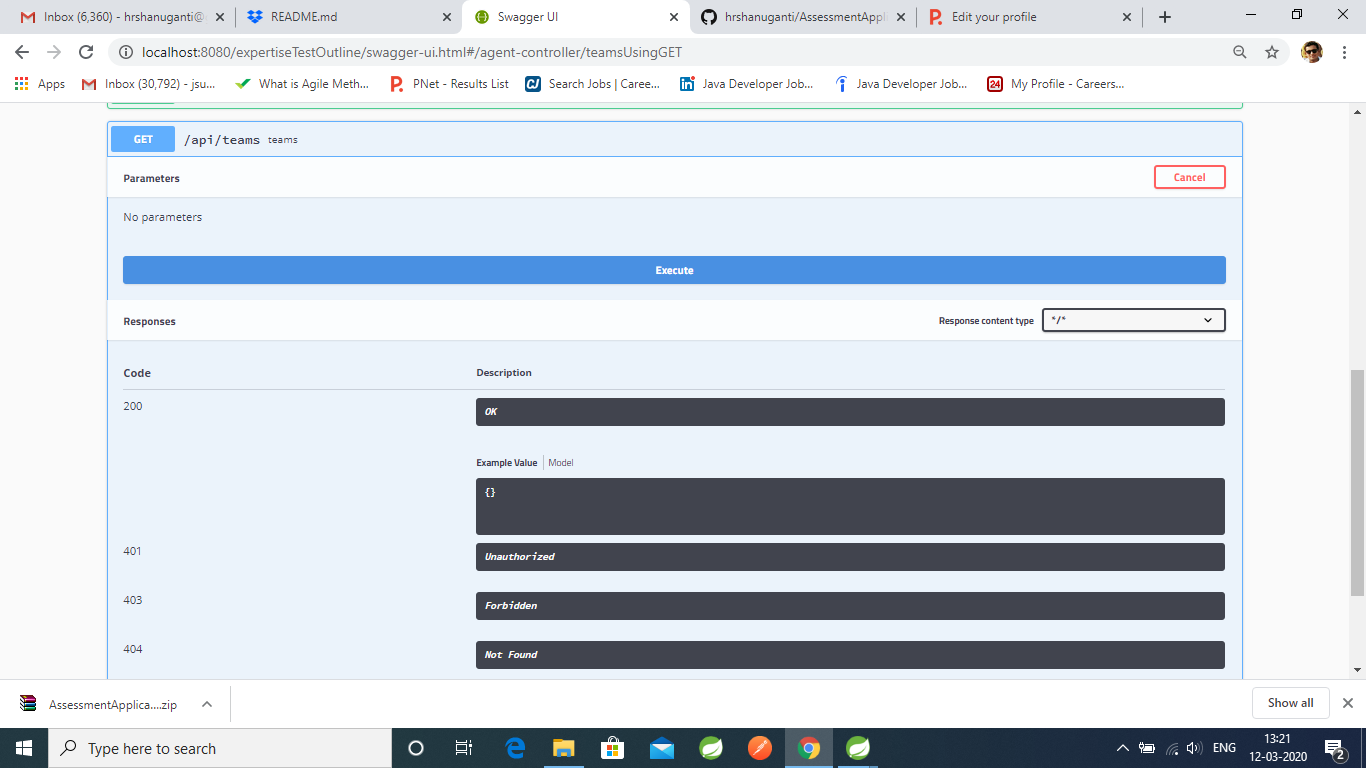 Inbox (6,360) - hrshanuganti@
README.md
Swagger UI
hrshanuganti/AssessmentAppli
Edit your profile
localhost:8080/expertiseTestOutline/swagger-ui.html#/agent-controller/teamsUsingGET
Apps
Inbox (30,792) - jsu...
What is Agile Meth...
PNet - Results List
Search Jobs | Caree...
Java Developer Job...
Java Developer Job...
24
My Profile - Careers...
GET /api/teams teams
Parameters
Cancel
No parameters
Execute
Responses
Response content type */*
Code Description
200 OK
Example Value Model
{}
401 Unauthorized
403 Forbidden
404 Not Found
AssessmentApplica....zip
Show all
Type here to search
ENG
13:21
12-03-2020
2